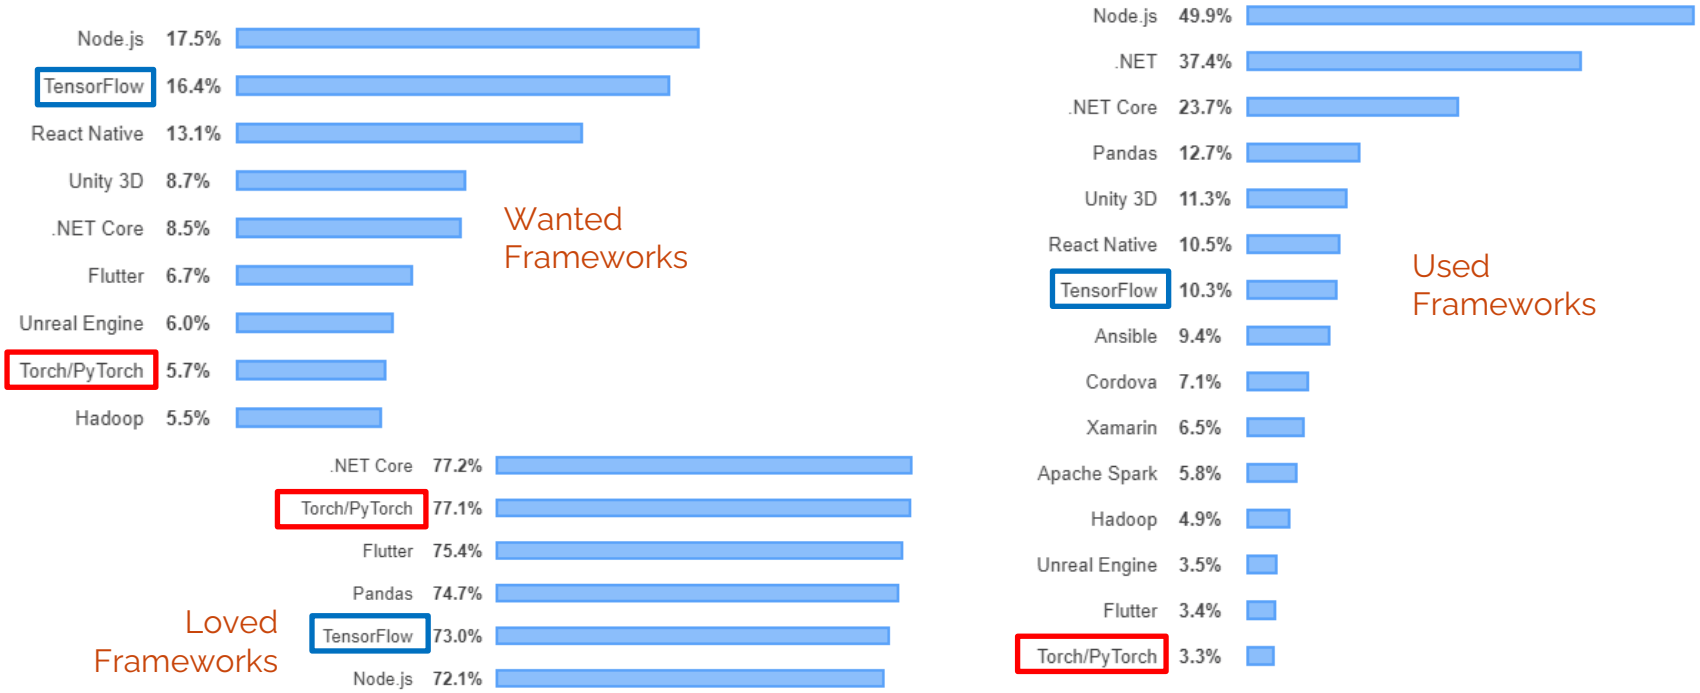 Node.js 17.5%
TensorFlow 16.4%
React Native 13.1%
Unity 3D 8.7%
.NET Core 8.5%
Flutter 6.7%
Unreal Engine 6.0%
Torch/PyTorch 5.7%
Hadoop 5.5%
Wanted
Frameworks
.NET Core 77.2%
Torch/PyTorch 77.1%
Flutter 75.4%
Pandas 74.7%
TensorFlow 73.0%
Node.js 72.1%
Loved
Frameworks
Node.js 49.9%
.NET 37.4%
.NET Core 23.7%
Pandas 12.7%
Unity 3D 11.3%
React Native 10.5%
TensorFlow 10.3%
Ansible 9.4%
Cordova 7.1%
Xamarin 6.5%
Apache Spark 5.8%
Hadoop 4.9%
Unreal Engine 3.5%
Flutter 3.4%
Torch/PyTorch 3.3%
Used
Frameworks